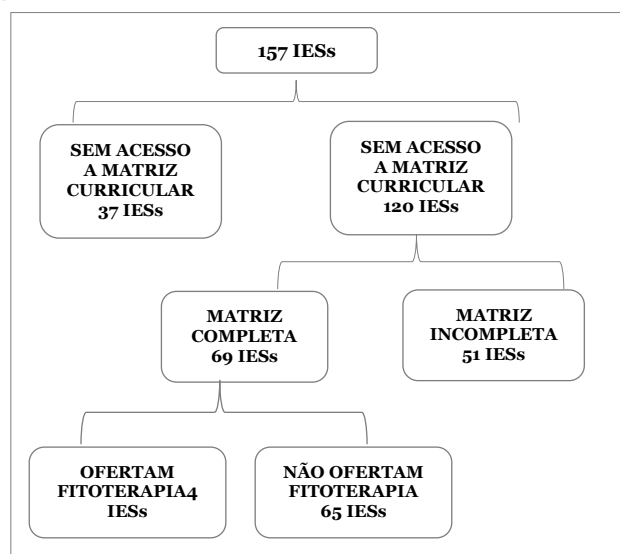 157 IESs
SEM ACESSO
A MATRIZ
CURRICULAR
37 IESs
SEM ACESSO
A MATRIZ
CURRICULAR
120 IESs
MATRIZ
COMPLETA
69 IESs
MATRIZ
INCOMPLETA
51 IESs
OFERTAM
FITOTERAPIA4
IESs
NÃO OFERTAM
FITOTERAPIA
65 IESs